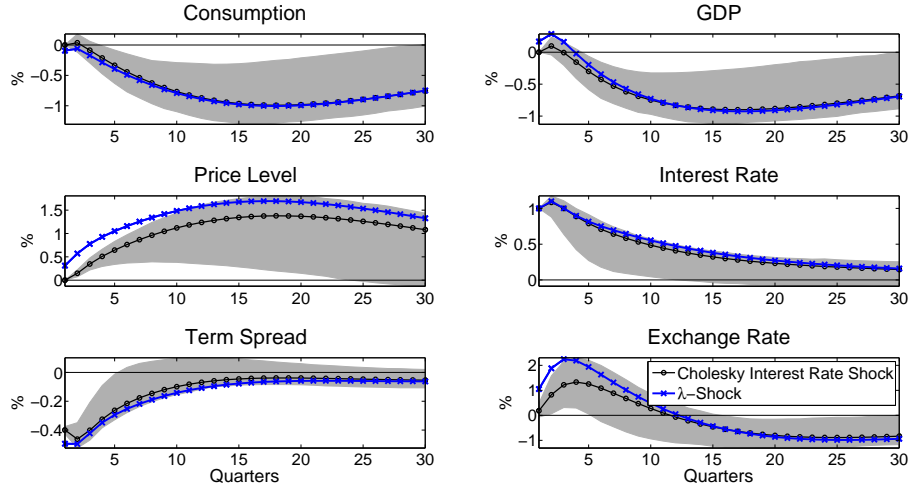 Consumption
0
−0.5
−1
%
5 10 15 20 25 30
GDP
0
−0.5
−1
%
5 10 15 20 25 30
Price Level
1.5
1
0.5
0
%
5 10 15 20 25 30
Interest Rate
1
0.5
0
%
5 10 15 20 25 30
Term Spread
0
−0.2
−0.4
%
5 10 15 20 25 30
Quarters
Exchange Rate
2
1
0
−1
%
Cholesky Interest Rate Shock
λ−Shock
5 10 15 20 25 30
Quarters